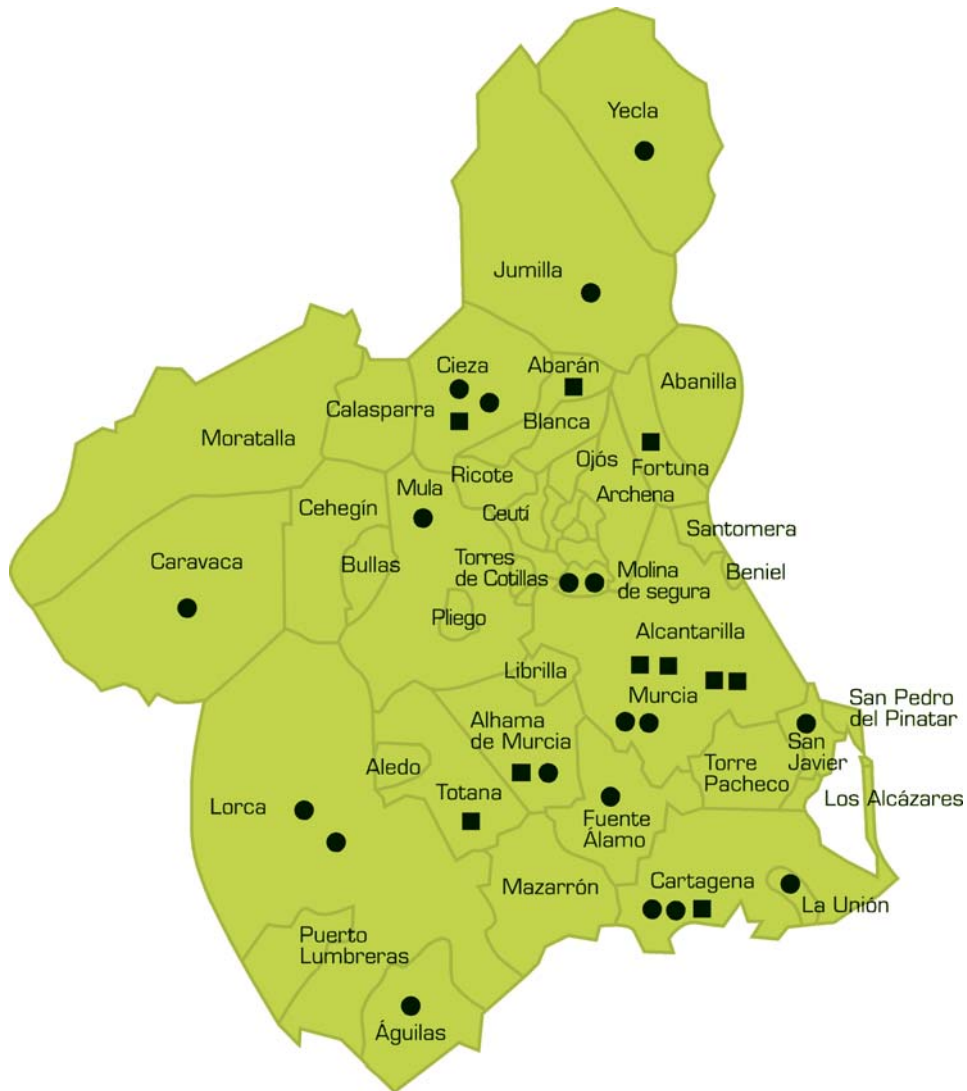 Yecla
Jumilla
Cieza
Abarán
Abanilla
Calasparra
Blanca
Moratalla
Ojós
Ricote
Fortuna
Mula
Archena
Cehegín
Ceutí
Santomera
Caravaca
Bullas
Torres
de Cotillas
Molina
de segura
Beniel
Pliego
Alcantarilla
Librilla
Murcia
San Pedro
del Pinatar
Alhama
de Murcia
San
Javier
Aledo
Torre
Pacheco
Totana
Los Alcázares
Lorca
Fuente
Álamo
Mazarrón
Cartagena
La Unión
Puerto
Lumbreras
Águilas